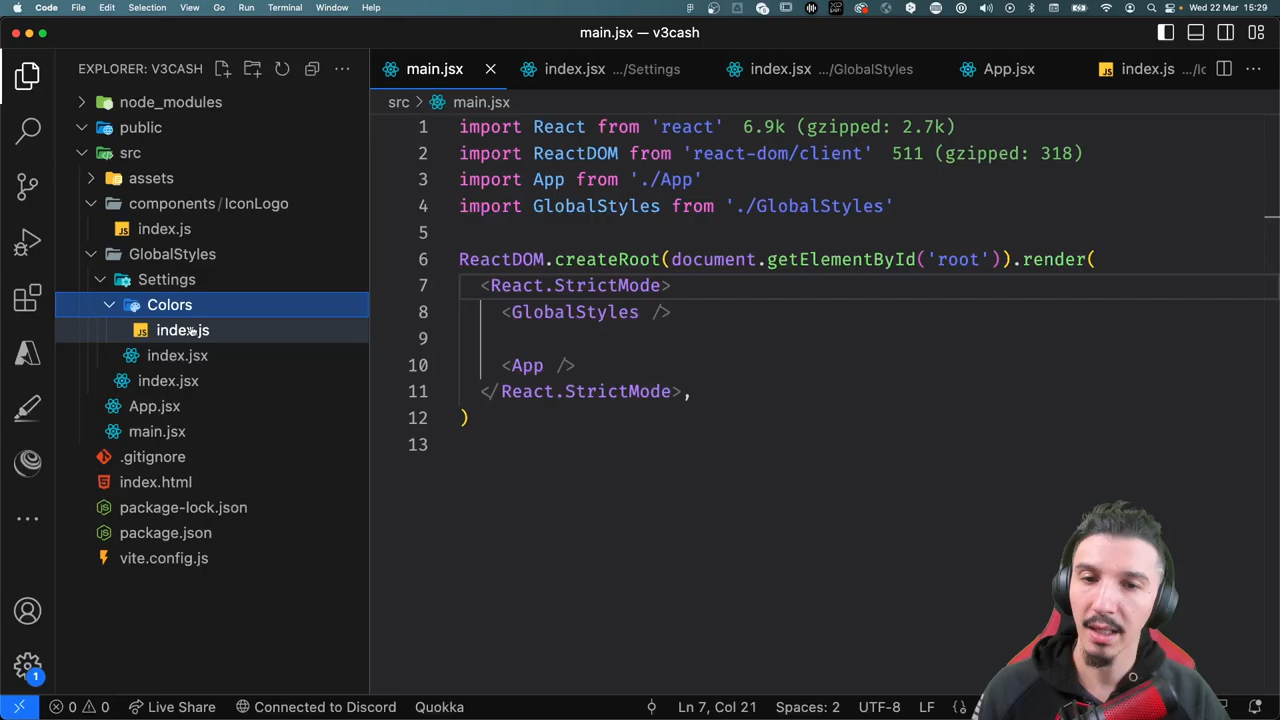 Code File Edit Selection View Go Run Terminal Window Help Wed 22 Mar 15:29
main.jsx — v3cash
EXPLORER: V3CASH
main.jsx index.jsx .../Settings index.jsx .../GlobalStyles App.jsx index.js .../Ic
src > main.jsx
node_modules
public
src
assets
components / IconLogo
index.js
GlobalStyles
Settings
Colors
index.js
index.jsx
index.jsx
App.jsx
main.jsx
.gitignore
index.html
package-lock.json
package.json
vite.config.js
1 import React from 'react' 6.9k (gzipped: 2.7k)
2 import ReactDOM from 'react-dom/client' 511 (gzipped: 318)
3 import App from './App'
4 import GlobalStyles from './GlobalStyles'
5
6 ReactDOM.createRoot(document.getElementById('root')).render(
7 <React.StrictMode>
8 <GlobalStyles />
9
10 <App />
11 </React.StrictMode>,
12 )
13
1
0 0 Live Share Connected to Discord Quokka Ln 7, Col 21 Spaces: 2 UTF-8 LF